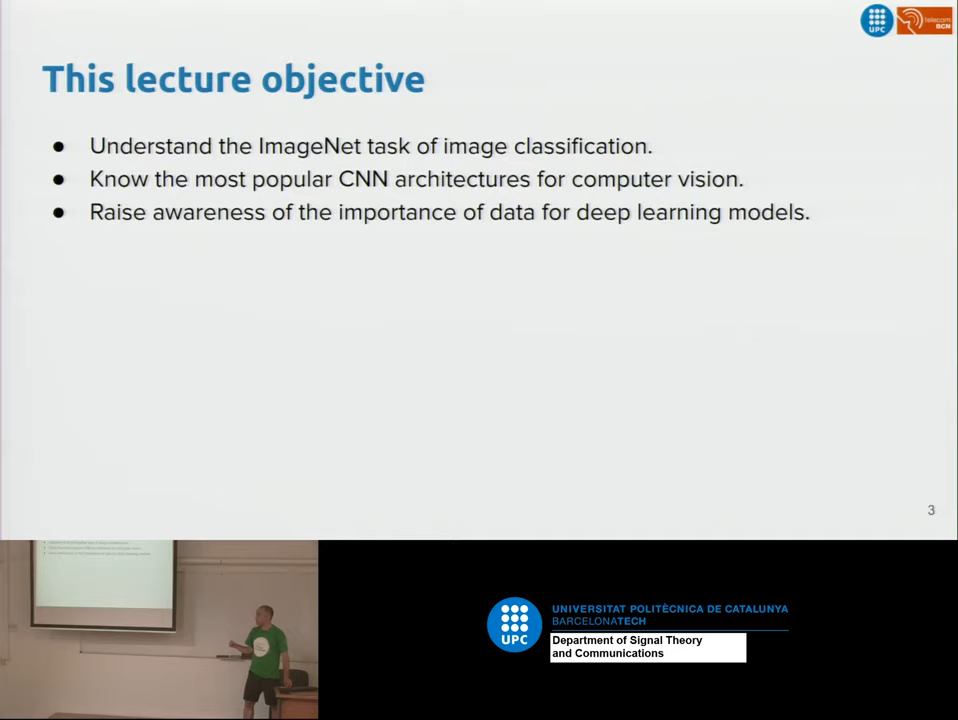 UPC
telecom
BCN
This lecture objective
● Understand the ImageNet task of image classification.
● Know the most popular CNN architectures for computer vision.
● Raise awareness of the importance of data for deep learning models.
3
UPC
UNIVERSITAT POLITÈCNICA DE CATALUNYA
BARCELONATECH
Department of Signal Theory
and Communications